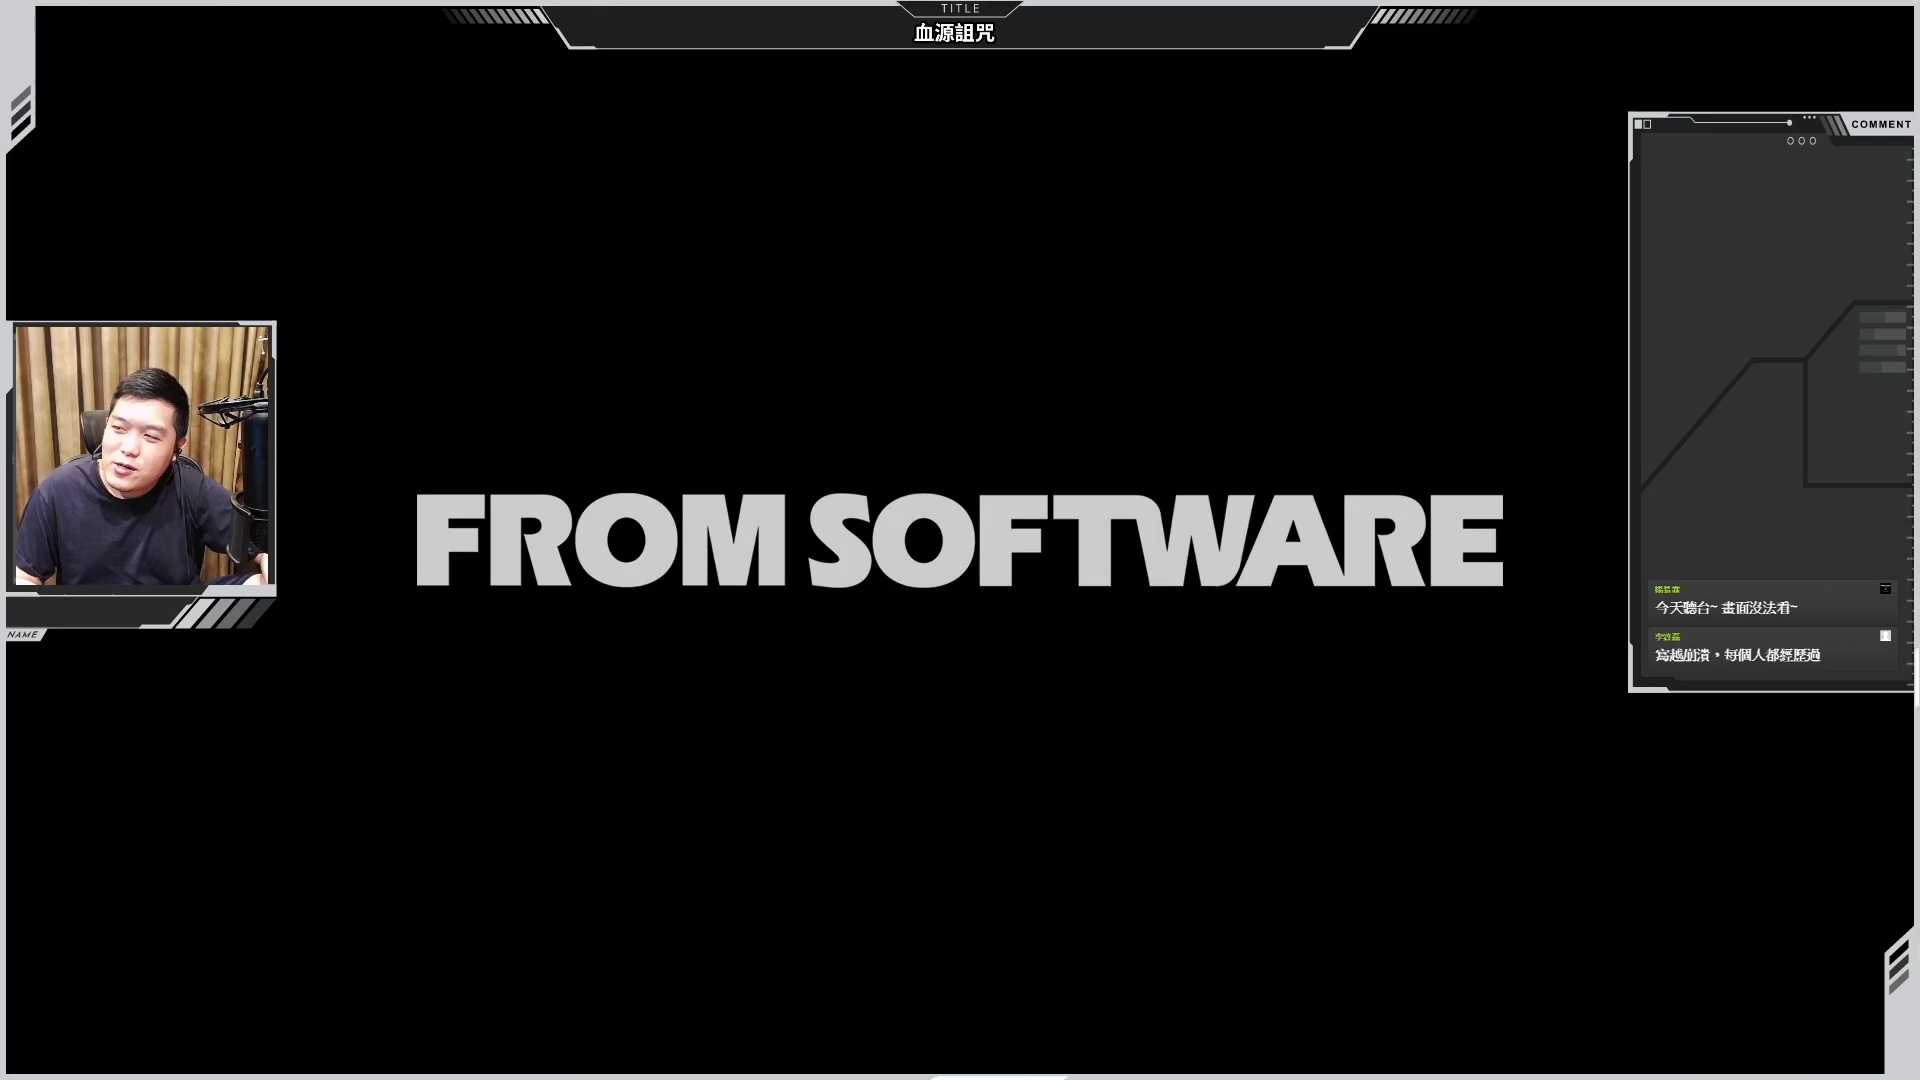 TITLE
血源詛咒
COMMENT
FROM SOFTWARE
今天聽台~ 畫面沒法看~
窩越崩潰，每個人都經歷過
NAME